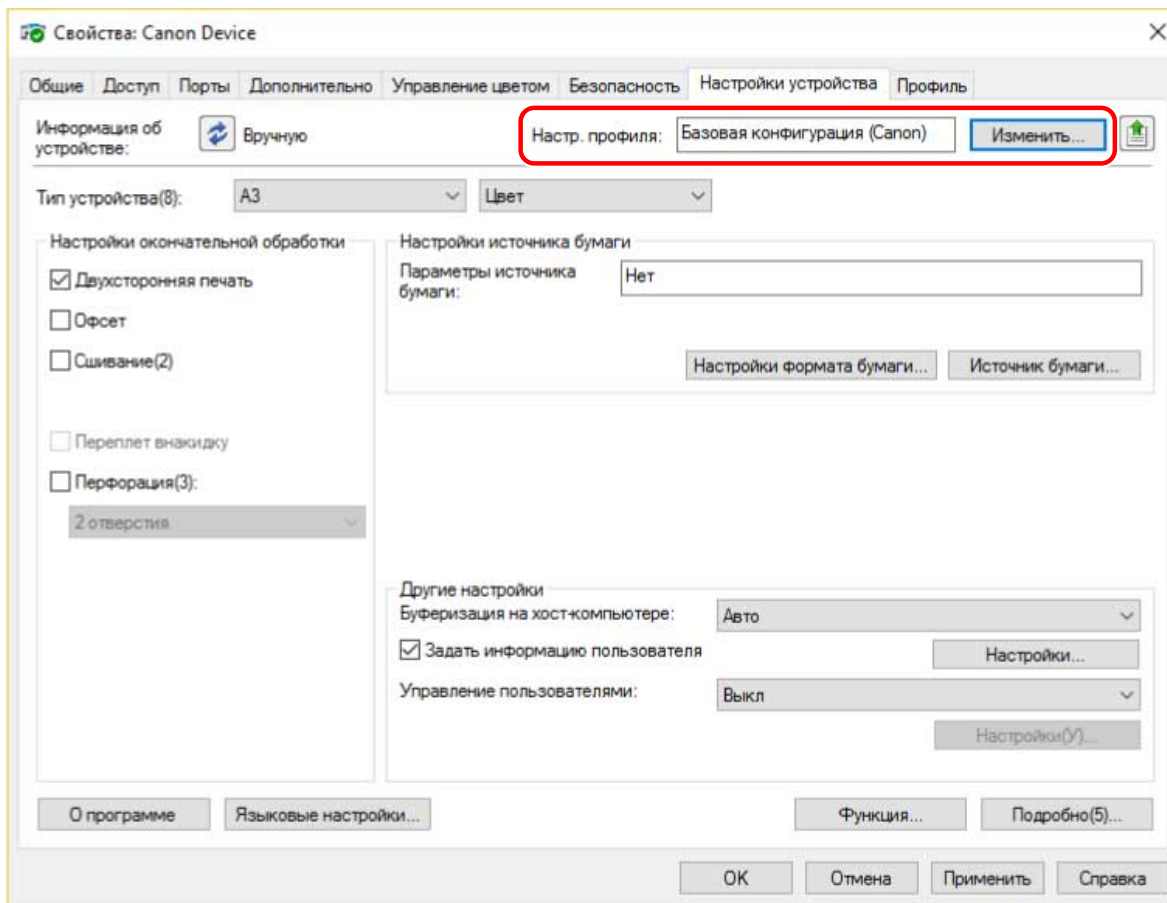 Свойства: Canon Device
Общие Доступ Порты Дополнительно Управление цветом Безопасность Настройки устройства Профиль
Информация об устройстве: Вручную Настр. профиля: Базовая конфигурация (Canon) Изменить...
Тип устройства(8): A3 Цвет
Настройки окончательной обработки
Двухсторонняя печать
Офсет
Сшивание(2)
Переплет внакидку
Перфорация(3):
2 отверстия
Настройки источника бумаги
Параметры источника бумаги: Нет
Настройки формата бумаги... Источник бумаги...
Другие настройки
Буферизация на хост-компьютере: Авто
Задать информацию пользователя Настройки...
Управление пользователями: Выкл
Настройки(У)...
О программе Языковые настройки... Функция... Подробно(5)...
OK Отмена Применить Справка